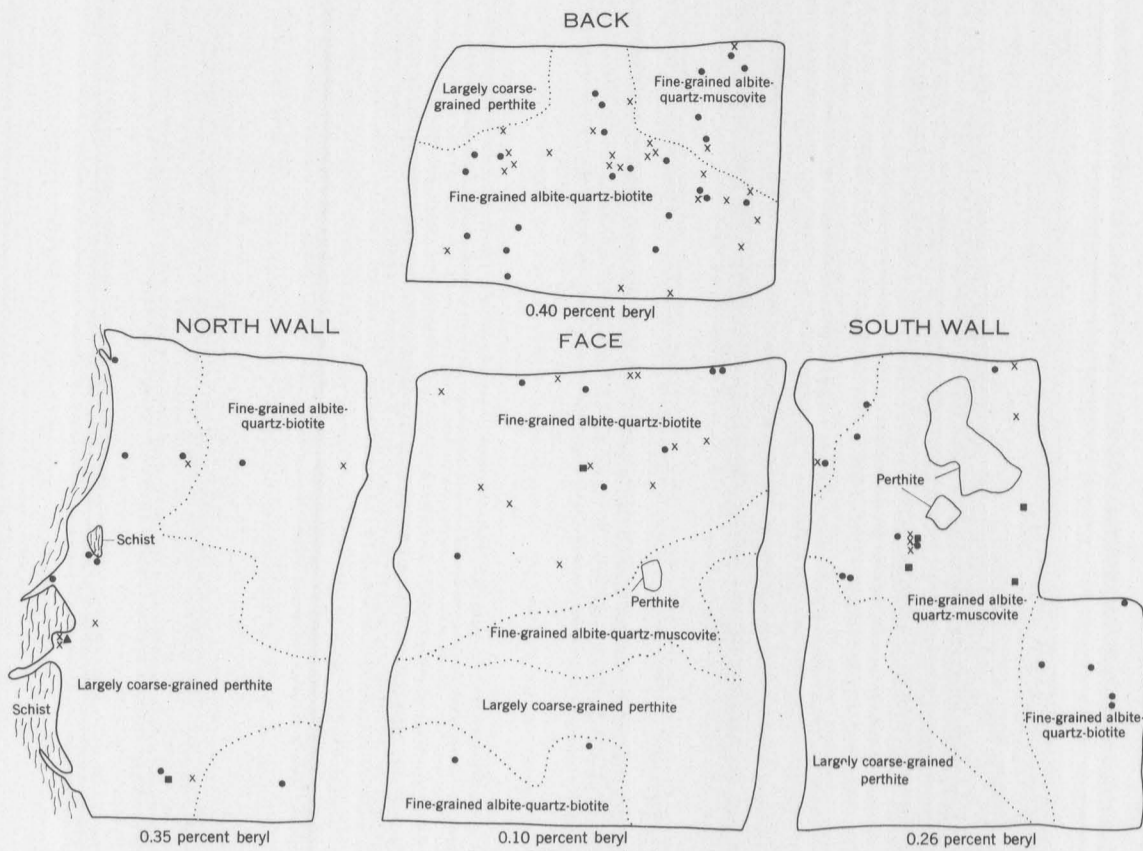 BACK
Largely coarse-
grained perthite
Fine-grained albite-
quartz-muscovite
Fine-grained albite-quartz-biotite
0.40 percent beryl
NORTH WALL
Fine-grained albite-
quartz-biotite
Schist
Largely coarse-grained perthite
Schist
0.35 percent beryl
FACE
Fine-grained albite-quartz-biotite
Perthite
Fine-grained albite-quartz-muscovite
Largely coarse-grained perthite
Fine-grained albite-quartz-biotite
0.10 percent beryl
SOUTH WALL
Perthite
Fine-grained albite-
quartz-muscovite
Fine-grained albite-
quartz-biotite
Largely coarse-grained
perthite
0.26 percent beryl